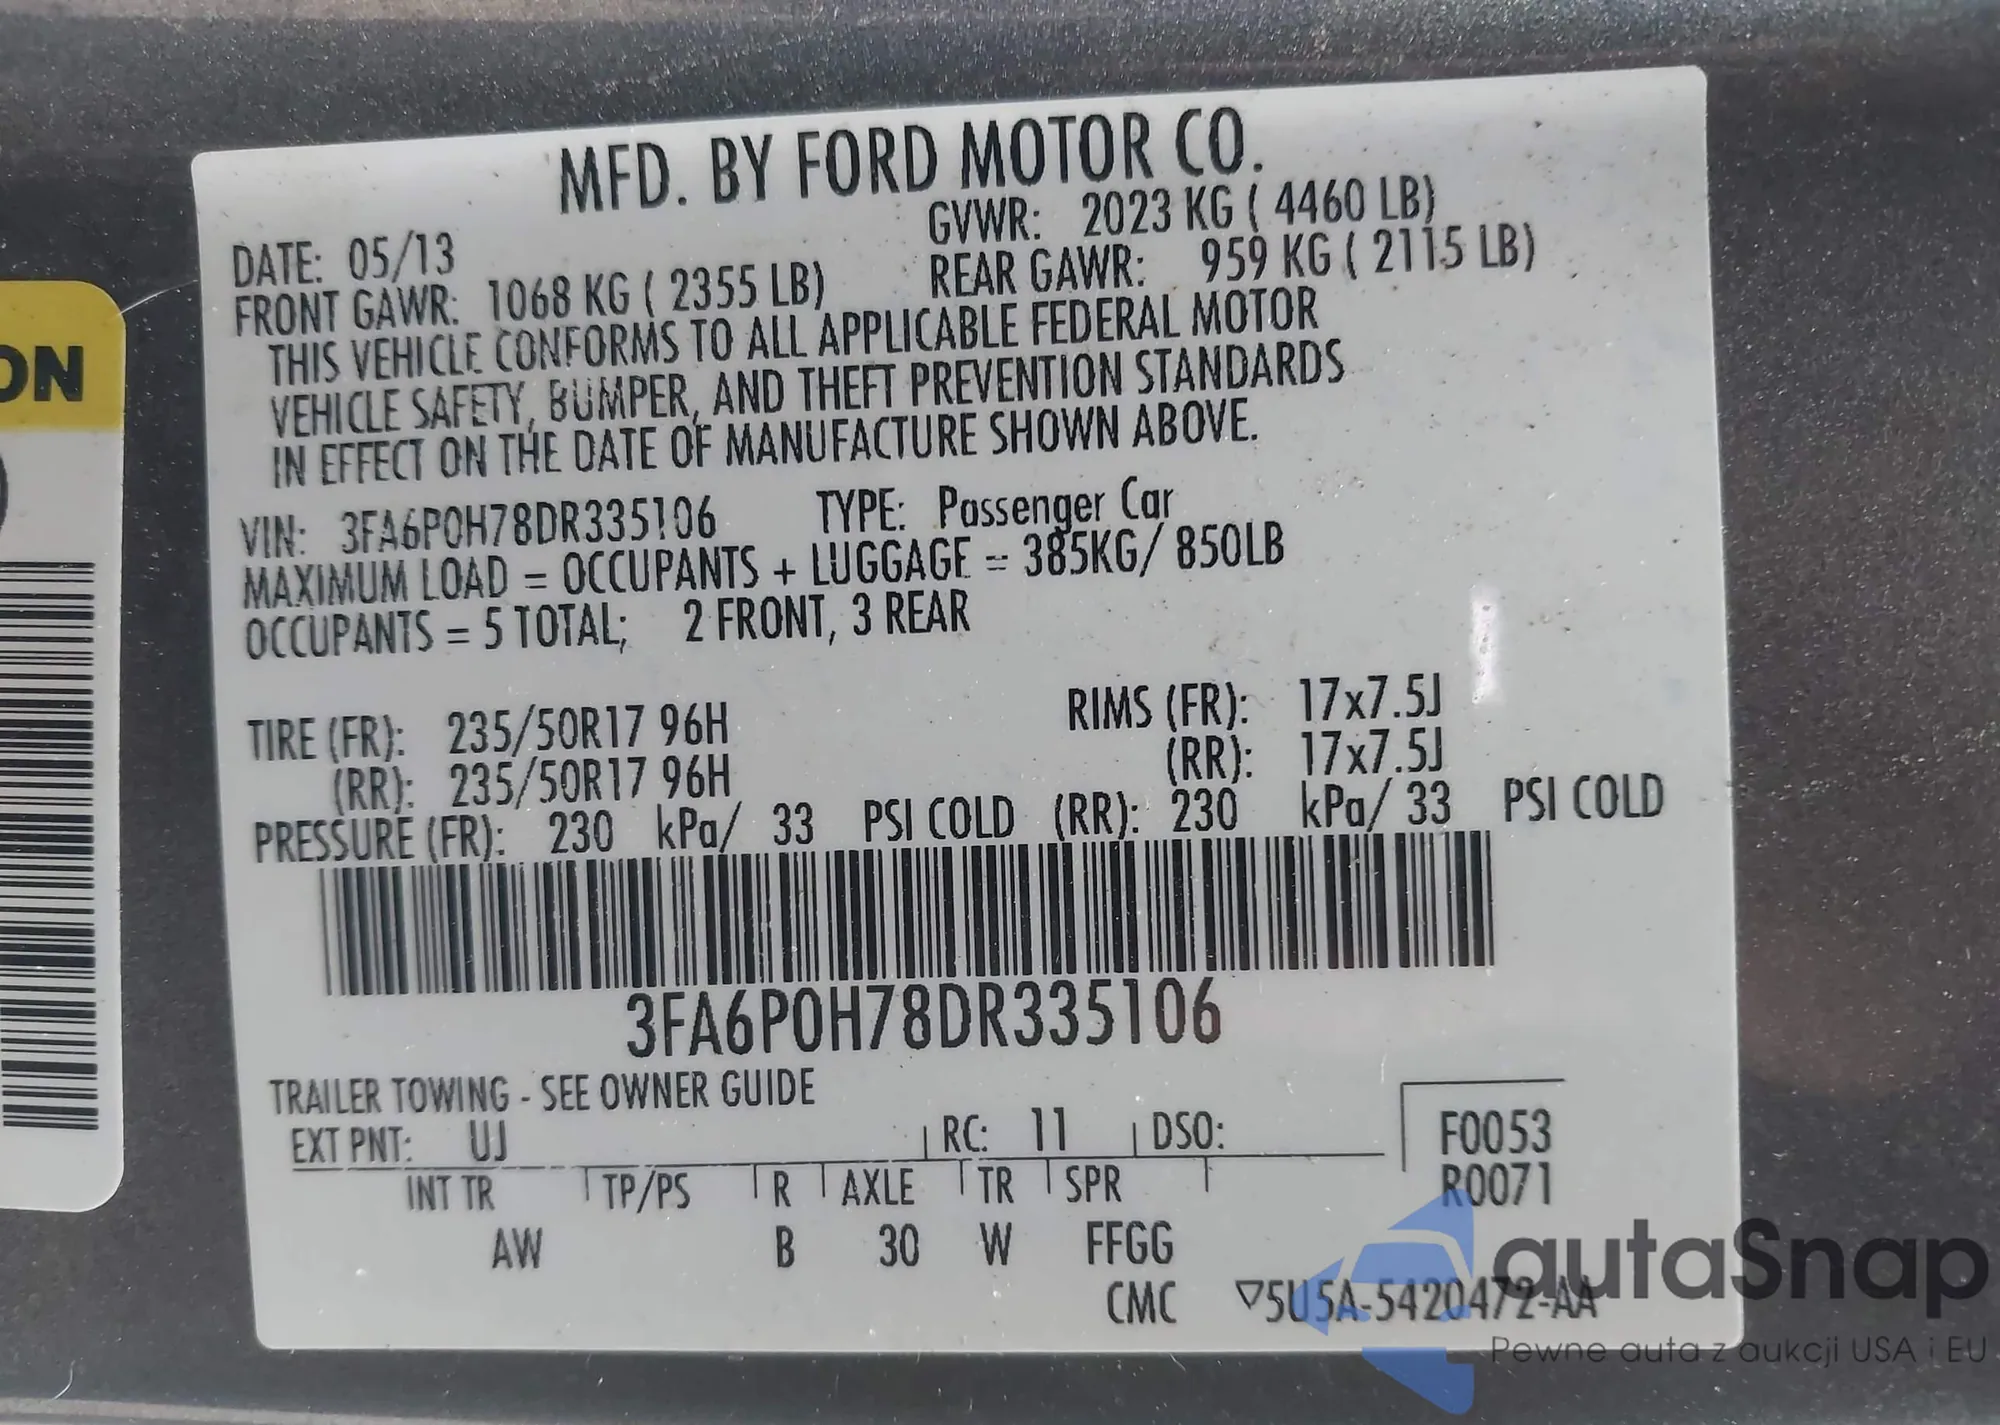 MFD. BY FORD MOTOR CO.
DATE: 05/13
GVWR: 2023 KG ( 4460 LB)
FRONT GAWR: 1068 KG ( 2355 LB)
REAR GAWR: 959 KG ( 2115 LB)
THIS VEHICLE CONFORMS TO ALL APPLICABLE FEDERAL MOTOR
VEHICLE SAFETY, BUMPER, AND THEFT PREVENTION STANDARDS
IN EFFECT ON THE DATE OF MANUFACTURE SHOWN ABOVE.
VIN: 3FA6P0H78DR335106 TYPE: Passenger Car
MAXIMUM LOAD = OCCUPANTS + LUGGAGE = 385KG/ 850LB
OCCUPANTS = 5 TOTAL; 2 FRONT, 3 REAR
TIRE (FR): 235/50R17 96H RIMS (FR): 17x7.5J
(RR): 235/50R17 96H (RR): 17x7.5J
PRESSURE (FR): 230 kPa/ 33 PSI COLD (RR): 230 kPa/ 33 PSI COLD
3FA6P0H78DR335106
TRAILER TOWING - SEE OWNER GUIDE
EXT PNT: UJ RC: 11 DSO: F0053
INT TR TP/PS R AXLE TR SPR R0071
AW B 30 W FFGG
CMC ▽5U5A-5420472-AA
ON
autaSnap
Pewne auta z aukcji USA i EU